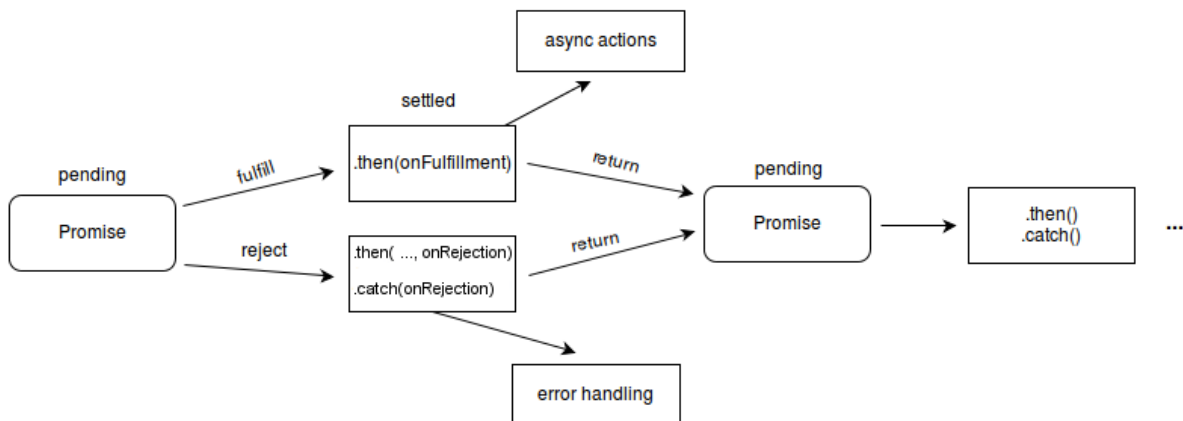 async actions
settled
.then(onFulfillment)
pending
Promise
fulfill
reject
.then( ..., onRejection)
.catch(onRejection)
error handling
return
return
pending
Promise
.then()
.catch()
...